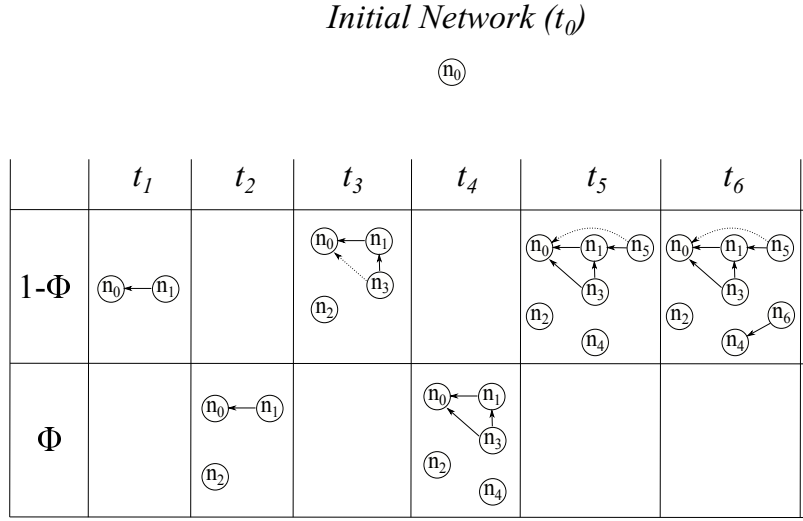 Initial Network (t0)
n0
t1 t2 t3 t4 t5 t6
1-Φ
n0 n1
n0 n1
n3
n2
n0 n1 n5
n3
n2
n4
n0 n1 n5
n3
n2 n6
n4
Φ
n0 n1
n2
n0 n1
n3
n2
n4